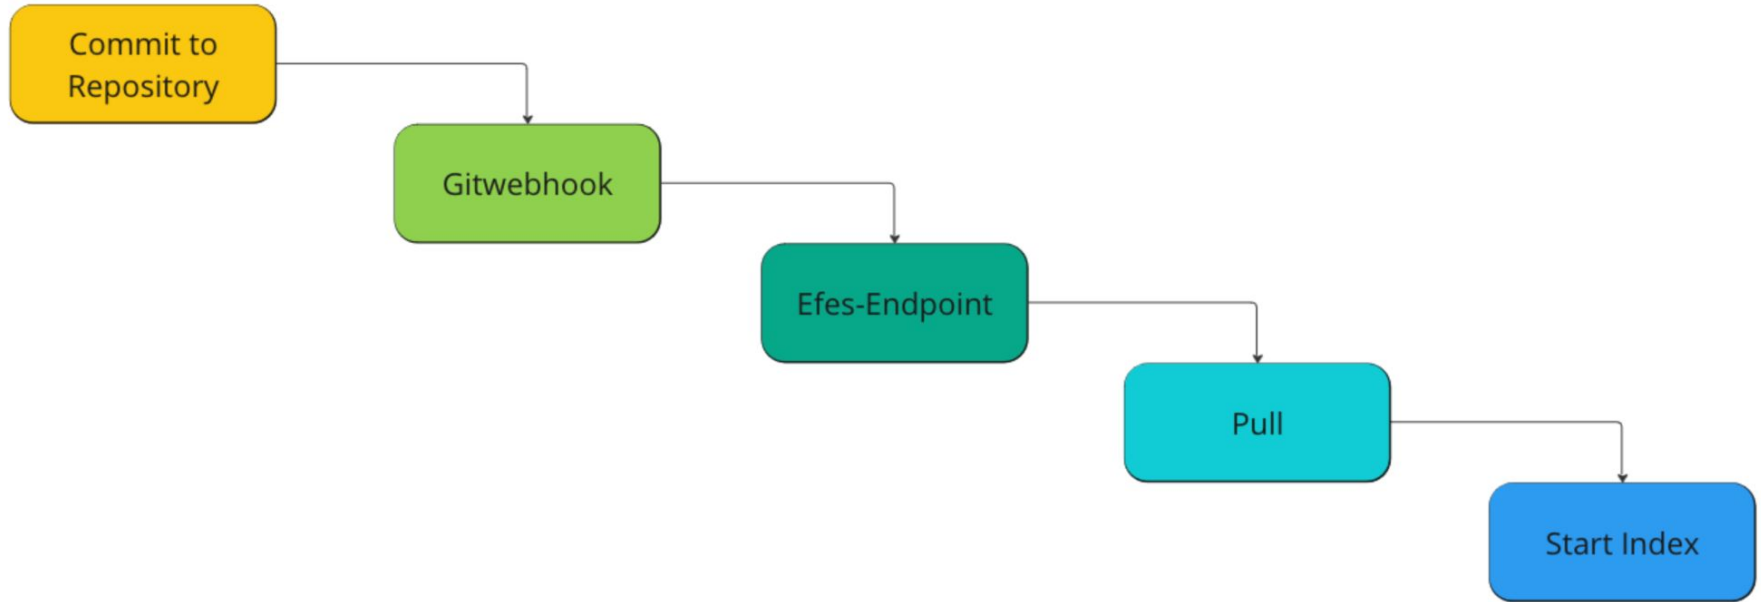 Commit to
Repository
Gitwebhook
Efes-Endpoint
Pull
Start Index